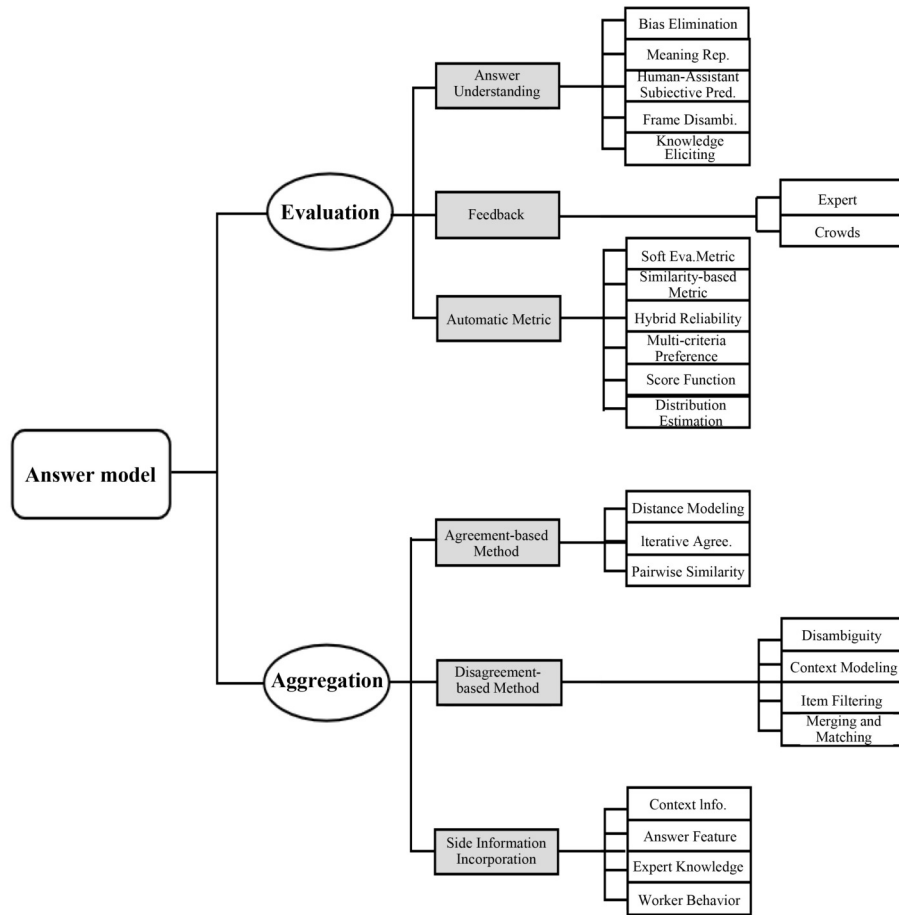 Bias Elimination
Meaning Rep.
Human-Assistant
Subiective Pred.
Frame Disambi.
Knowledge
Eliciting
Answer
Understanding
Evaluation
Feedback
Expert
Crowds
Automatic Metric
Soft Eva.Metric
Similarity-based
Metric
Hybrid Reliability
Multi-criteria
Preference
Score Function
Distribution
Estimation
Answer model
Agreement-based
Method
Distance Modeling
lterative Agree.
Pairwise Similarity
Aggregation
Disagreement-
based Method
Disambiguity
Context Modeling
Item Filtering
Merging and
Matching
Side Information
Incorporation
Context lnfo.
Answer Feature
Expert Knowledge
Worker Behavior